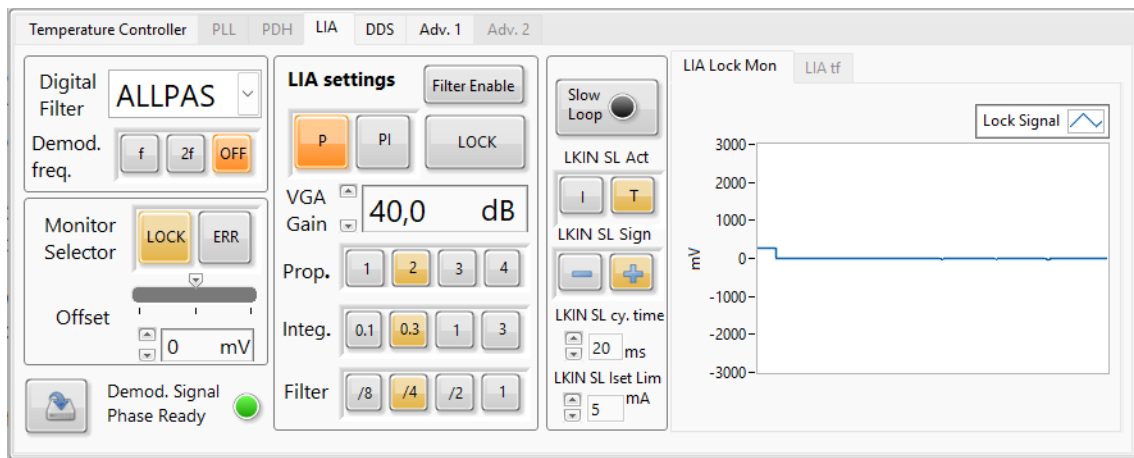 Temperature Controller PLL PDH LIA DDS Adv. 1 Adv. 2
Digital
Filter
ALLPAS
Demod.
freq.
f 2f OFF
Monitor
Selector
LOCK ERR
Offset
0 mV
Demod. Signal
Phase Ready
LIA settings
Filter Enable
P PI LOCK
VGA
Gain
40,0 dB
Prop. 1 2 3 4
Integ. 0.1 0.3 1 3
Filter /8 /4 /2 1
Slow
Loop
LKIN SL Act
I T
LKIN SL Sign
LKIN SL cy. time
20 ms
LKIN SL Iset Lim
5 mA
LIA Lock Mon LIA tf
Lock Signal
3000
2000
1000
0
-1000
-2000
-3000
mV